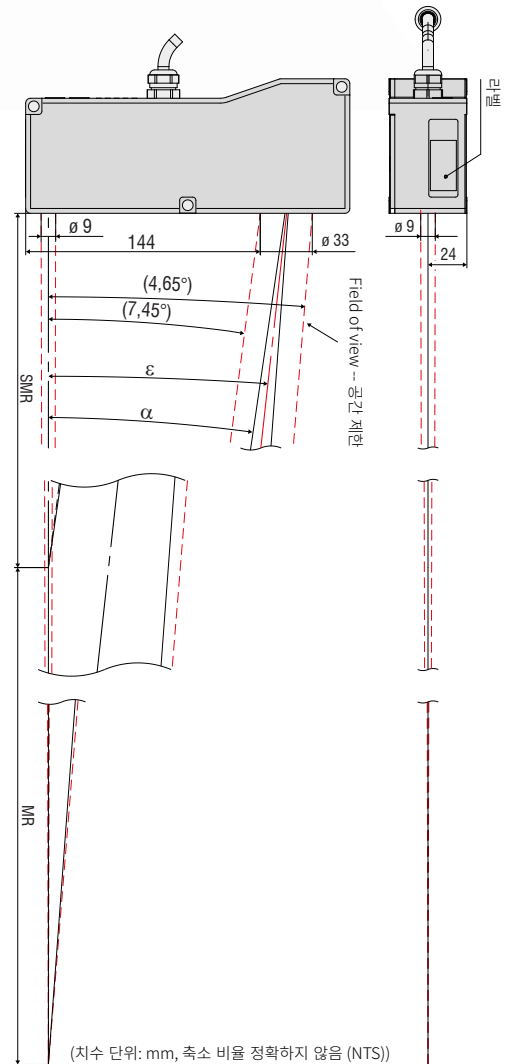 라벨
ø 9
144
ø 33
ø 9
24
(4,65°)
(7,45°)
Field of view -- 공간 제한
ε
α
SMR
MR
(치수 단위: mm, 축소 비율 정확하지 않음 (NTS))